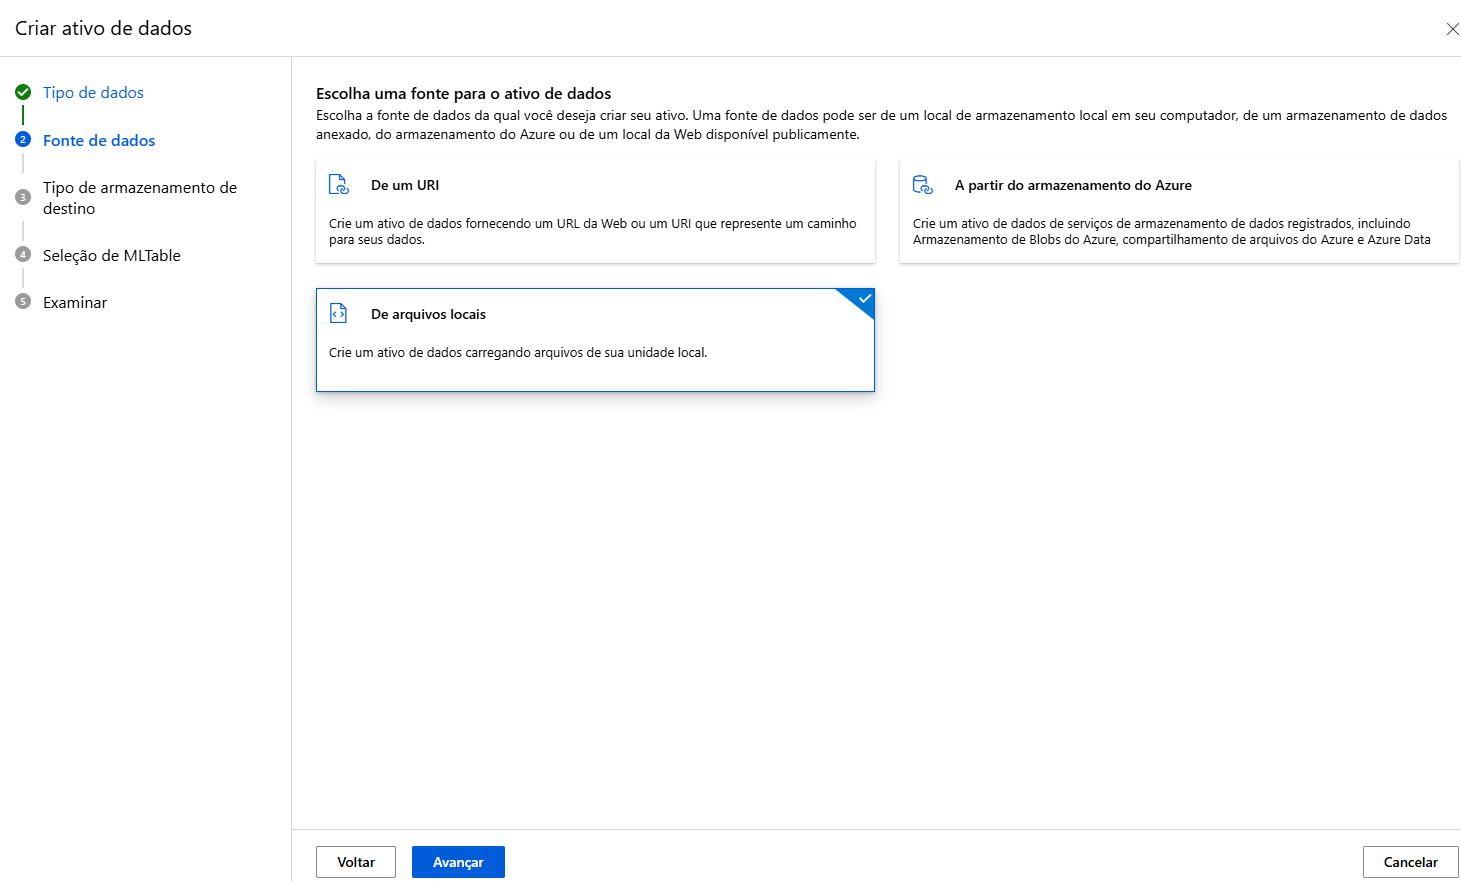 Criar ativo de dados
Tipo de dados
2 Fonte de dados
3 Tipo de armazenamento de
destino
4 Seleção de MLTable
5 Examinar
Escolha uma fonte para o ativo de dados
Escolha a fonte de dados da qual você deseja criar seu ativo. Uma fonte de dados pode ser de um local de armazenamento local em seu computador, de um armazenamento de dados
anexado, do armazenamento do Azure ou de um local da Web disponível publicamente.
De um URI
Crie um ativo de dados fornecendo um URL da Web ou um URI que represente um caminho
para seus dados.
A partir do armazenamento do Azure
Crie um ativo de dados de serviços de armazenamento de dados registrados, incluindo
Armazenamento de Blobs do Azure, compartilhamento de arquivos do Azure e Azure Data
De arquivos locais
Crie um ativo de dados carregando arquivos de sua unidade local.
Voltar
Avançar
Cancelar